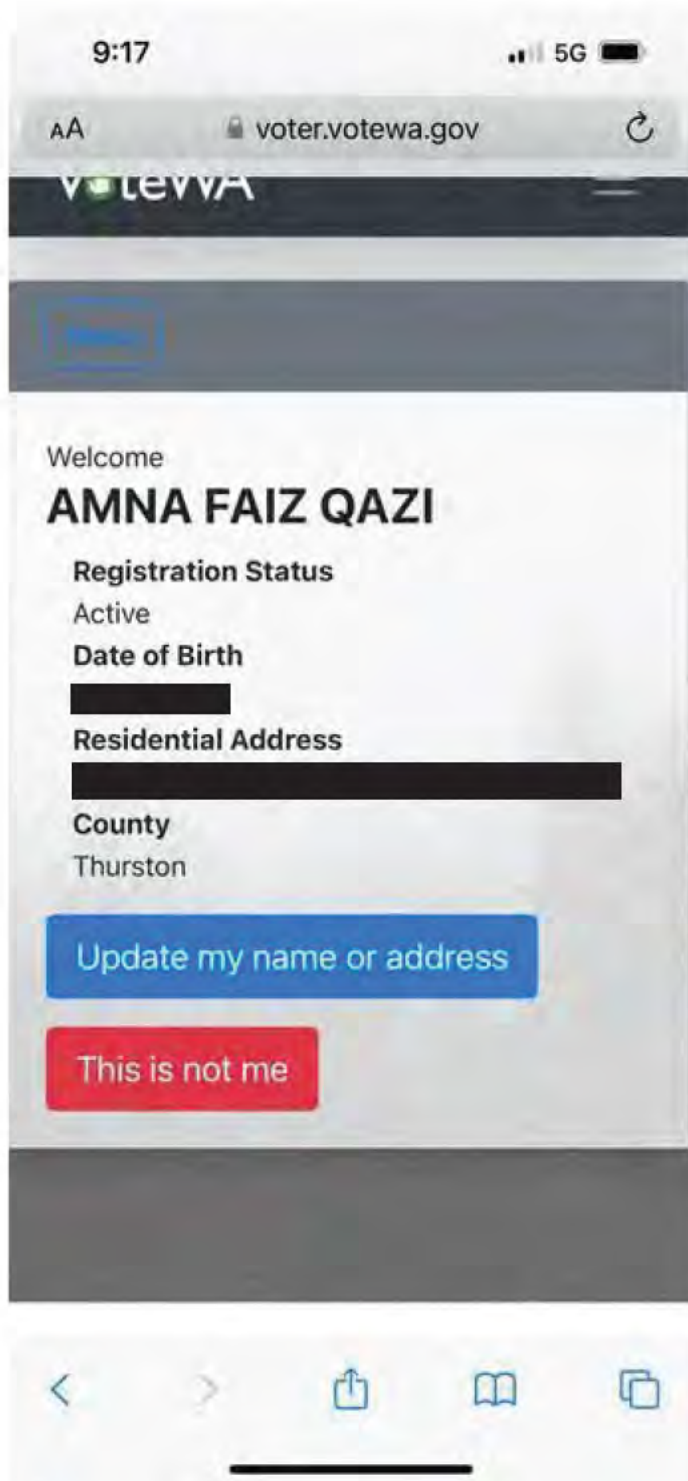 9:17
5G
AA
voter.votewa.gov
VoteWA
Welcome
AMNA FAIZ QAZI
Registration Status
Active
Date of Birth
Residential Address
County
Thurston
Update my name or address
This is not me